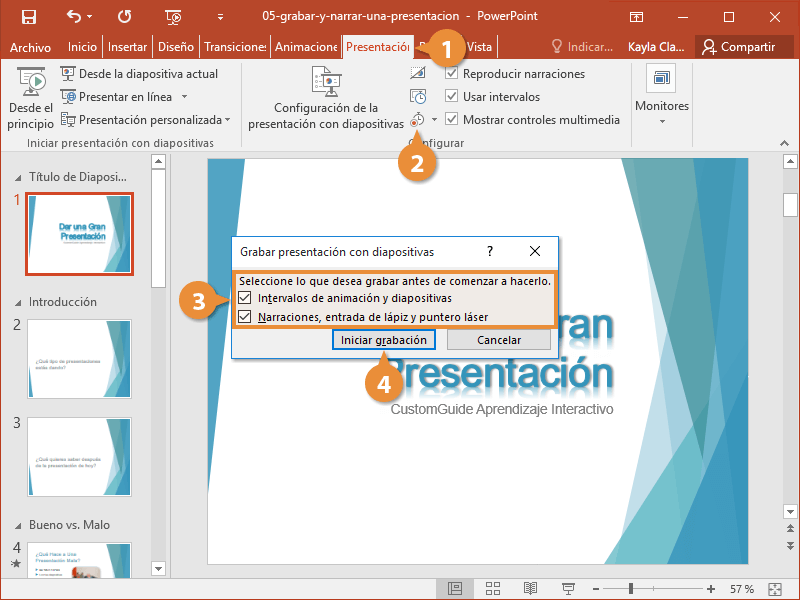 05-grabar-y-narrar-una-presentacion - PowerPoint
Archivo Inicio Insertar Diseño Transiciones Animacione Presentación Vista Indicar... Kayla Cla... Compartir
1
Desde el principio
Desde la diapositiva actual
Presentar en línea
Presentación personalizada
Iniciar presentación con diapositivas
Configuración de la
presentación con diapositivas
Reproducir narraciones
Usar intervalos
Mostrar controles multimedia
2
Monitores
Título de Diaposi...
1
Dar una Gran
Presentación
Introducción
2
¿Qué tipo de presentaciones
estás dando?
3
¿Qué quieres saber después
de la presentación de hoy?
Bueno vs. Malo
4
¿Qué Hace a Una
Presentación Mala?
Grabar presentación con diapositivas ?
3
Seleccione lo que desea grabar antes de comenzar a hacerlo.
Intervalos de animación y diapositivas
Narraciones, entrada de lápiz y puntero láser
Iniciar grabación Cancelar
4
Presentación
CustomGuide Aprendizaje Interactivo
57 %